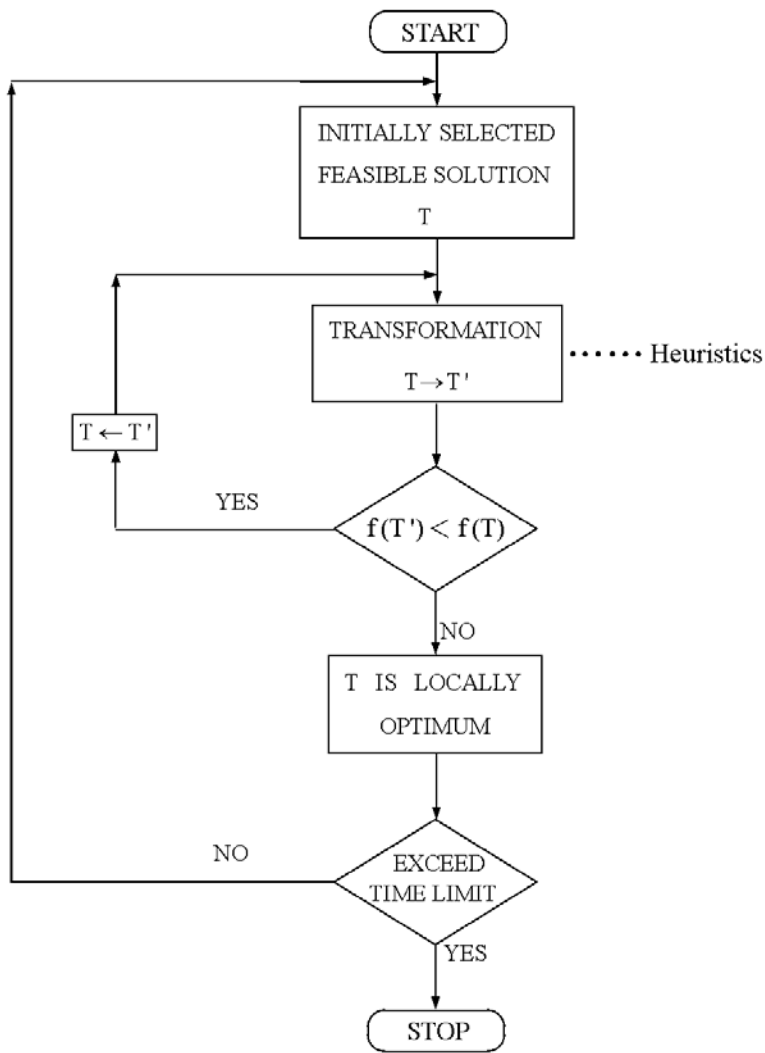 START
INITIALLY SELECTED
FEASIBLE SOLUTION
T
TRANSFORMATION
T→T'
...... Heuristics
T ← T'
YES
f(T') < f(T)
NO
T IS LOCALLY
OPTIMUM
NO
EXCEED
TIME LIMIT
YES
STOP